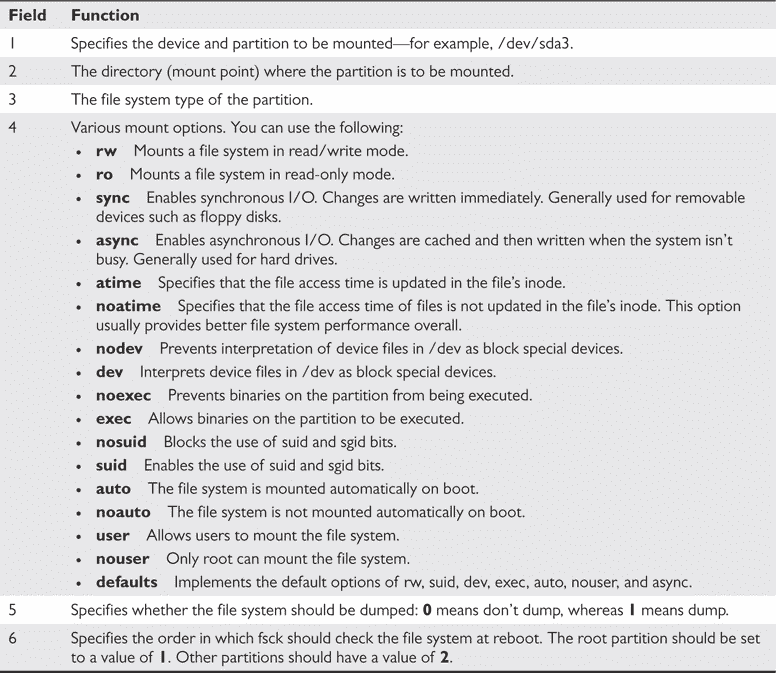 Field Function
1 Specifies the device and partition to be mounted—for example, /dev/sda3.
2 The directory (mount point) where the partition is to be mounted.
3 The file system type of the partition.
4 Various mount options. You can use the following:
• rw Mounts a file system in read/write mode.
• ro Mounts a file system in read-only mode.
• sync Enables synchronous I/O. Changes are written immediately. Generally used for removable
devices such as floppy disks.
• async Enables asynchronous I/O. Changes are cached and then written when the system isn't
busy. Generally used for hard drives.
• atime Specifies that the file access time is updated in the file's inode.
• noatime Specifies that the file access time of files is not updated in the file's inode. This option
usually provides better file system performance overall.
• nodev Prevents interpretation of device files in /dev as block special devices.
• dev Interprets device files in /dev as block special devices.
• noexec Prevents binaries on the partition from being executed.
• exec Allows binaries on the partition to be executed.
• nosuid Blocks the use of suid and sgid bits.
• suid Enables the use of suid and sgid bits.
• auto The file system is mounted automatically on boot.
• noauto The file system is not mounted automatically on boot.
• user Allows users to mount the file system.
• nouser Only root can mount the file system.
• defaults Implements the default options of rw, suid, dev, exec, auto, nouser, and async.
5 Specifies whether the file system should be dumped: 0 means don't dump, whereas 1 means dump.
6 Specifies the order in which fsck should check the file system at reboot. The root partition should be set
to a value of 1. Other partitions should have a value of 2.